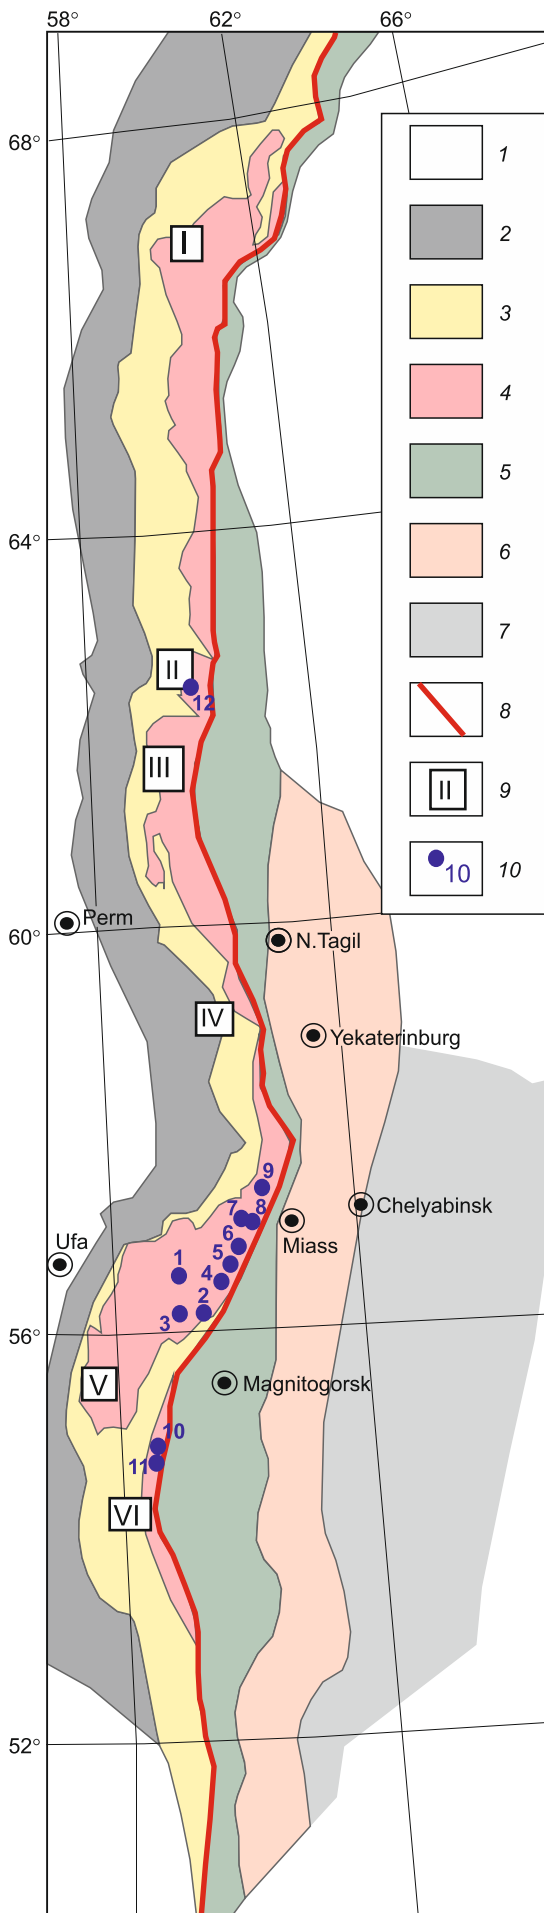 58° 62° 66°
68°
1
2
I
3
4
5
64°
6
7
II
12
8
III
II 9
10 10
Perm
60°
N.Tagil
IV
Yekaterinburg
9
Chelyabinsk
7 8
Ufa
6
Miass
1
5
4
2
3
56°
V
Magnitogorsk
10
11
VI
52°